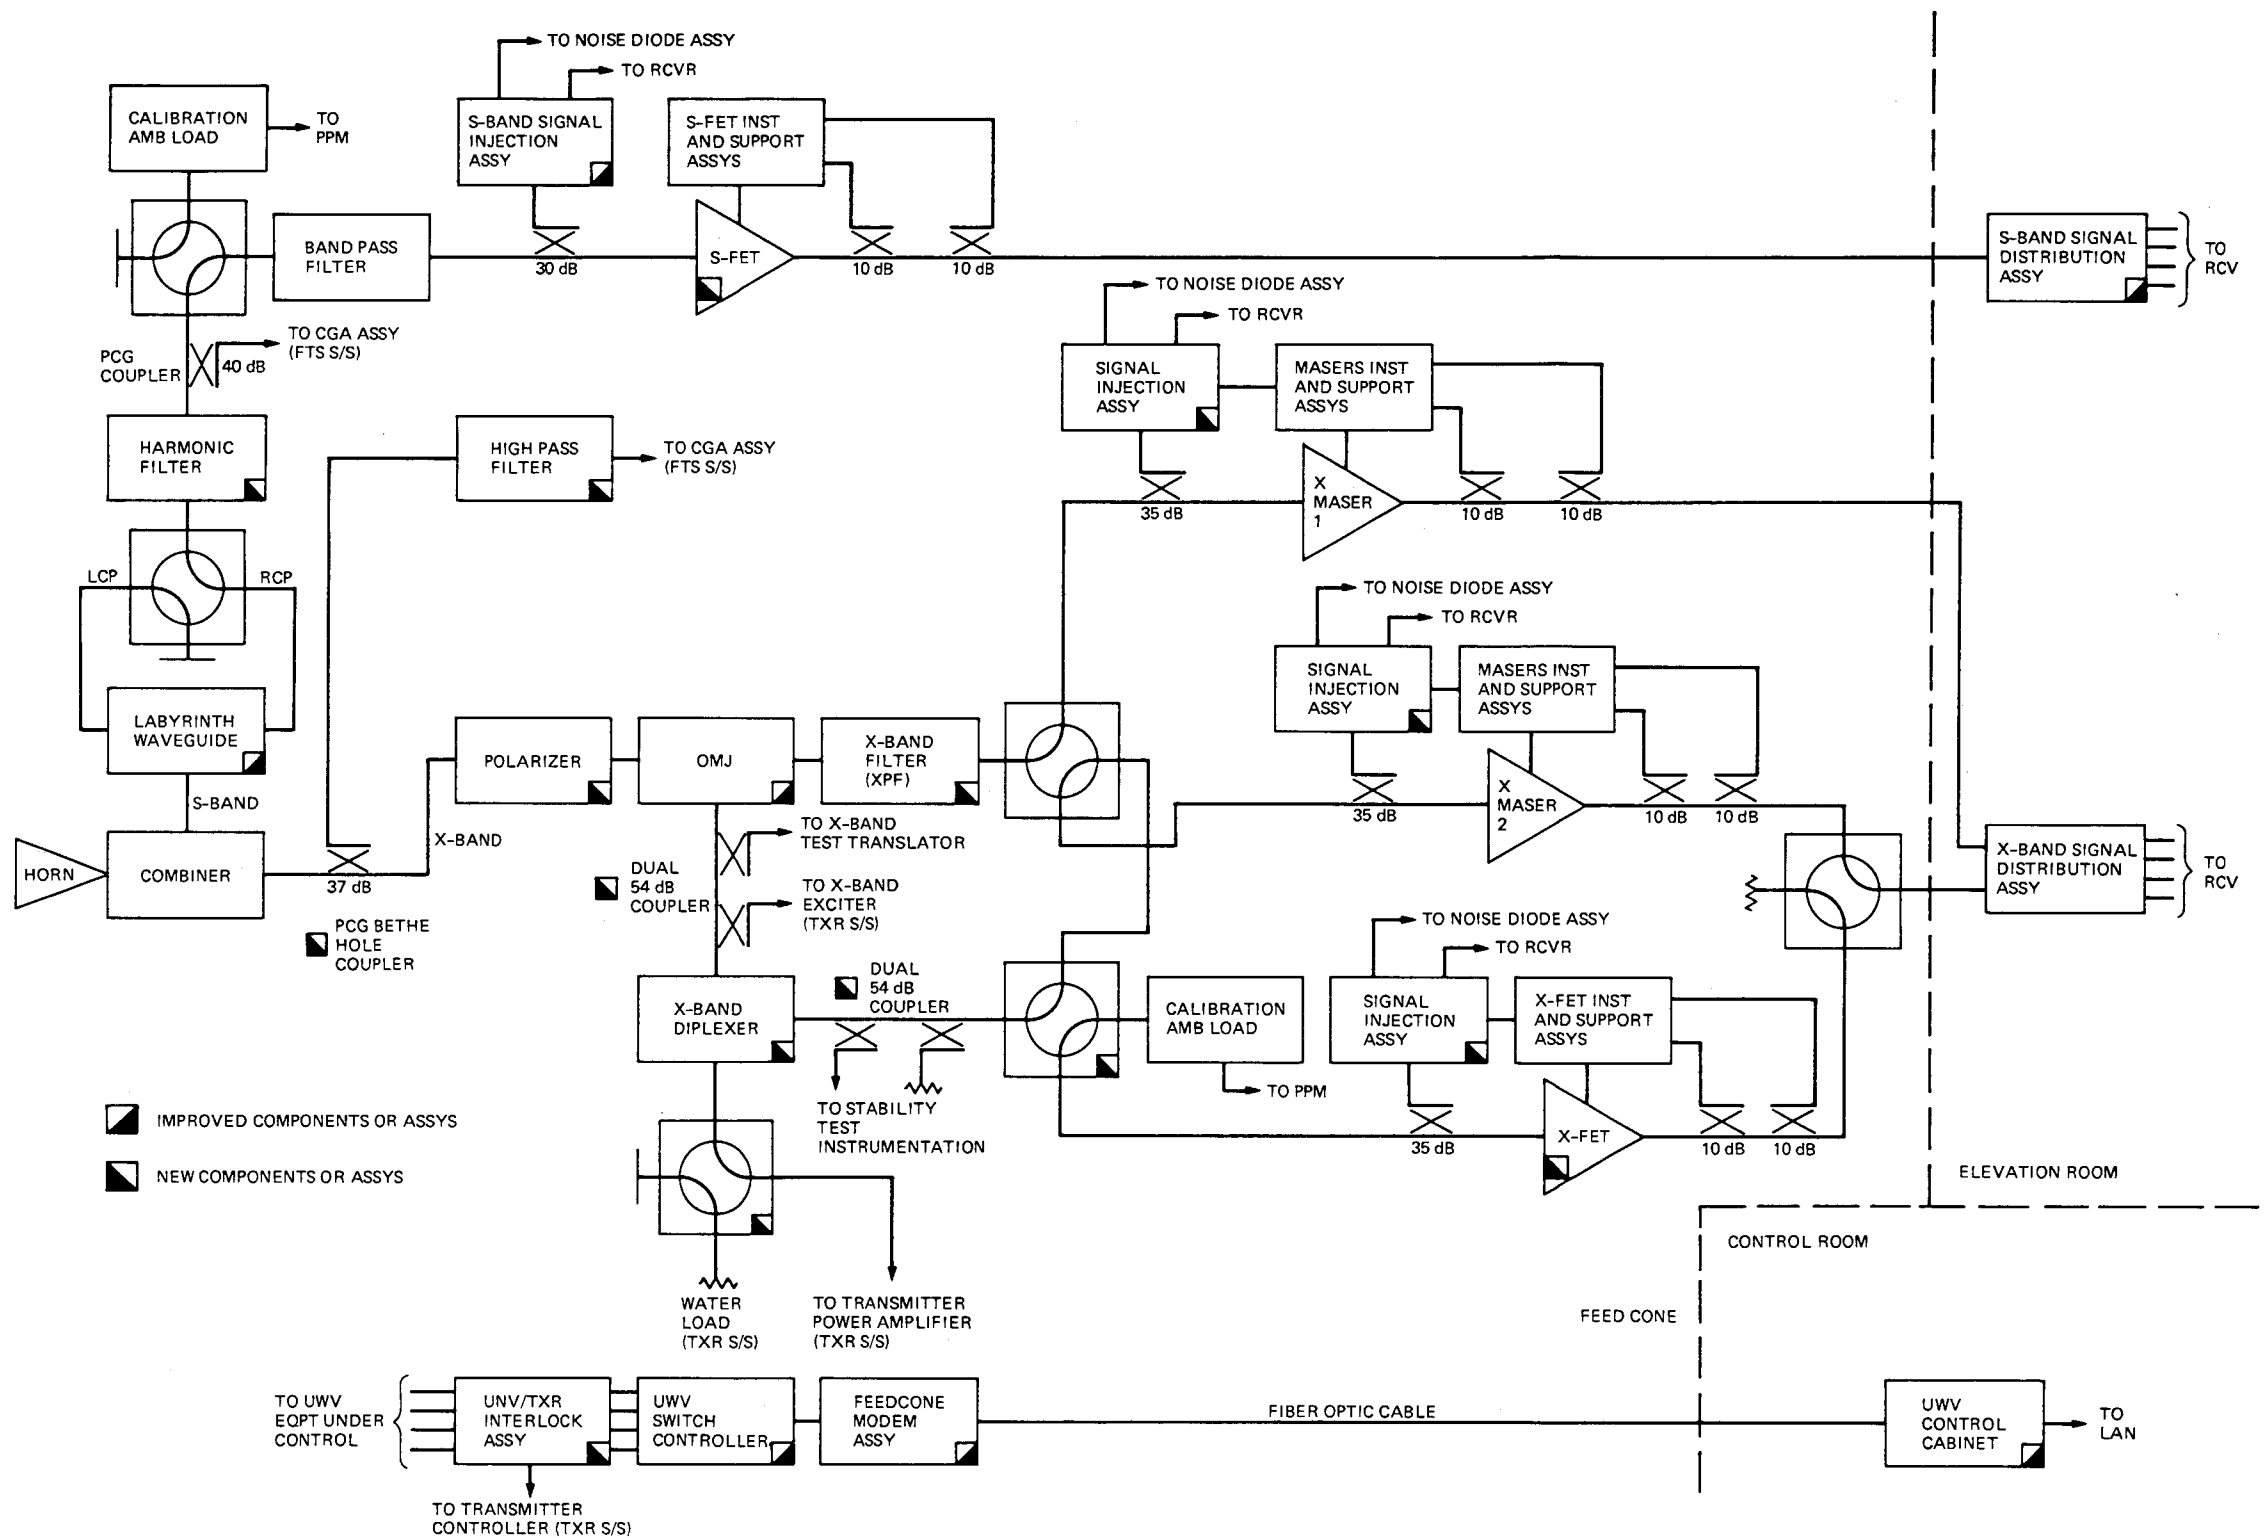 TO NOISE DIODE ASSY
TO RCVR
CALIBRATION
AMB LOAD
TO
PPM
S-BAND SIGNAL
INJECTION
ASSY
S-FET INST
AND SUPPORT
ASSYS
BAND PASS
FILTER
30 dB
S-FET
10 dB
10 dB
S-BAND SIGNAL
DISTRIBUTION
ASSY
TO
RCV
PCG
COUPLER
40 dB
TO CGA ASSY
(FTS S/S)
TO NOISE DIODE ASSY
TO RCVR
SIGNAL
INJECTION
ASSY
MASERS INST
AND SUPPORT
ASSYS
HARMONIC
FILTER
HIGH PASS
FILTER
TO CGA ASSY
(FTS S/S)
35 dB
X
MASER
1
10 dB
10 dB
LCP
RCP
TO NOISE DIODE ASSY
TO RCVR
SIGNAL
INJECTION
ASSY
MASERS INST
AND SUPPORT
ASSYS
LABYRINTH
WAVEGUIDE
POLARIZER
OMJ
X-BAND
FILTER
(XPF)
S-BAND
35 dB
X
MASER
2
10 dB
10 dB
HORN
COMBINER
37 dB
X-BAND
TO X-BAND
TEST TRANSLATOR
DUAL
54 dB
COUPLER
TO X-BAND
EXCITER
(TXR S/S)
X-BAND SIGNAL
DISTRIBUTION
ASSY
TO
RCV
PCG BETHE
HOLE
COUPLER
TO NOISE DIODE ASSY
TO RCVR
DUAL
54 dB
COUPLER
X-BAND
DIPLEXER
CALIBRATION
AMB LOAD
TO PPM
SIGNAL
INJECTION
ASSY
X-FET INST
AND SUPPORT
ASSYS
TO STABILITY
TEST
INSTRUMENTATION
35 dB
X-FET
10 dB
10 dB
IMPROVED COMPONENTS OR ASSYS
NEW COMPONENTS OR ASSYS
ELEVATION ROOM
CONTROL ROOM
FEED CONE
WATER
LOAD
(TXR S/S)
TO TRANSMITTER
POWER AMPLIFIER
(TXR S/S)
TO UWV
EQPT UNDER
CONTROL
UNV/TXR
INTERLOCK
ASSY
UWV
SWITCH
CONTROLLER
FEEDCONE
MODEM
ASSY
FIBER OPTIC CABLE
UWV
CONTROL
CABINET
TO
LAN
TO TRANSMITTER
CONTROLLER (TXR S/S)